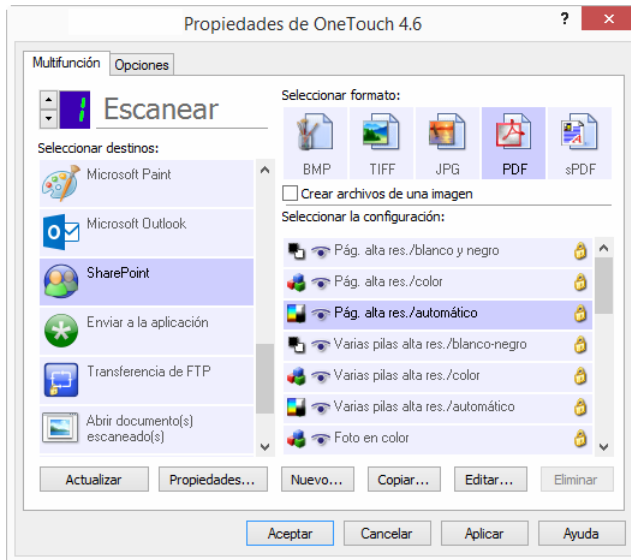 Propiedades de OneTouch 4.6
?
Multifunción
Opciones
1
Escanear
Seleccionar destinos:
Microsoft Paint
Microsoft Outlook
SharePoint
Enviar a la aplicación
Transferencia de FTP
Abrir documento(s)
escaneado(s)
Seleccionar formato:
BMP
TIFF
JPG
PDF
sPDF
Crear archivos de una imagen
Seleccionar la configuración:
Pág. alta res./blanco y negro
Pág. alta res./color
Pág. alta res./automático
Varias pilas alta res./blanco-negro
Varias pilas alta res./color
Varias pilas alta res./automático
Foto en color
Actualizar
Propiedades...
Nuevo...
Copiar...
Editar...
Eliminar
Aceptar
Cancelar
Aplicar
Ayuda